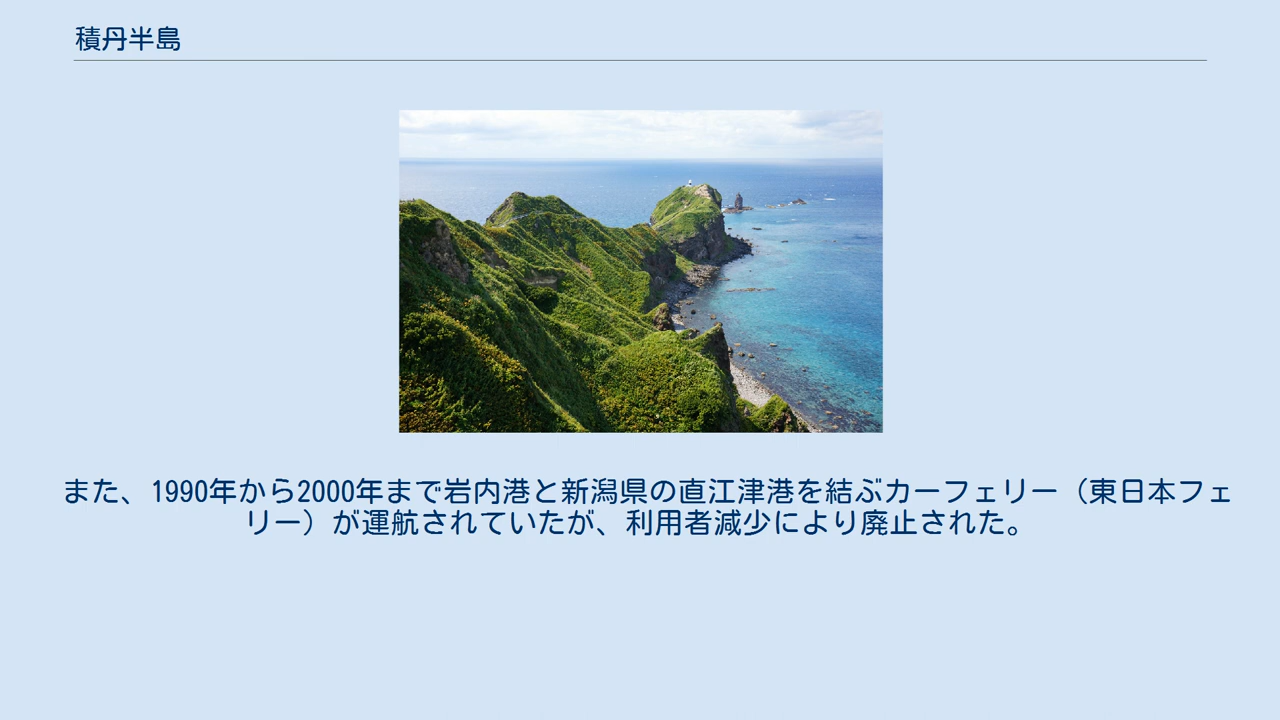 積丹半島
また、1990年から2000年まで岩内港と新潟県の直江津港を結ぶカーフェリー（東日本フェ
リー）が運航されていたが、利用者減少により廃止された。